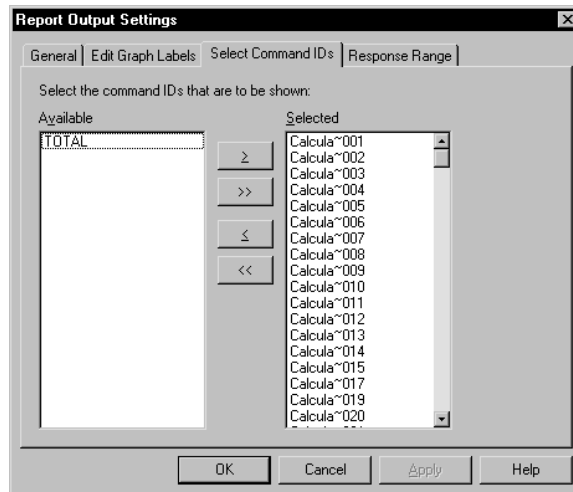 Report Output Settings
General
Edit Graph Labels
Select Command IDs
Response Range
Select the command IDs that are to be shown:
Available
Selected
TOTAL
≥
>>
≤
<<
Calcula~001
Calcula~002
Calcula~003
Calcula~004
Calcula~005
Calcula~006
Calcula~007
Calcula~008
Calcula~009
Calcula~010
Calcula~011
Calcula~012
Calcula~013
Calcula~014
Calcula~015
Calcula~017
Calcula~019
Calcula~020
OK
Cancel
Apply
Help